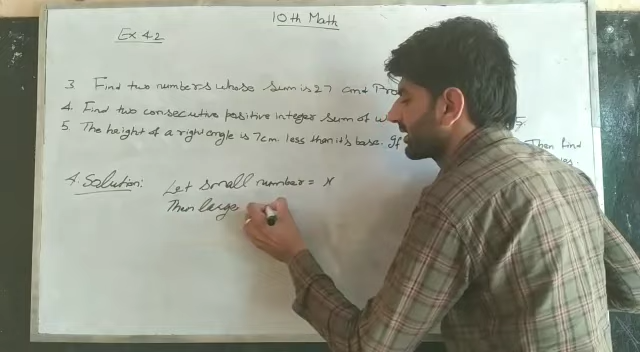 10th Math
Ex 4.2
3 Find two numbers whose sum is 27 and Pro
4. Find two consecutive positive integer sum of w
5. The height of a right angle is 7cm less then it's base. If Then find
4. Solution: Let small number = x
Then large